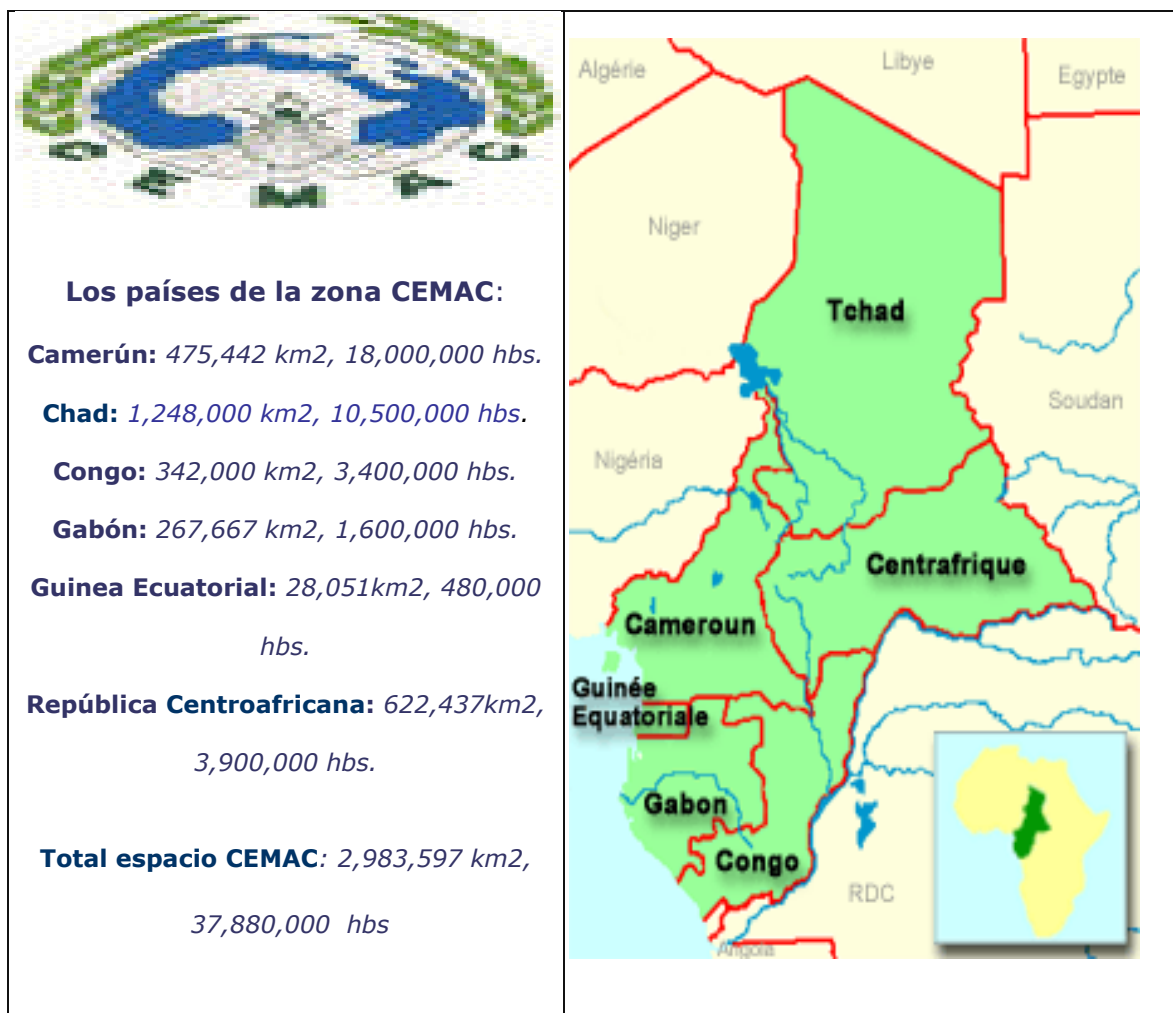 C E M A C
Los países de la zona CEMAC:
Camerún: 475,442 km2, 18,000,000 hbs.
Chad: 1,248,000 km2, 10,500,000 hbs.
Congo: 342,000 km2, 3,400,000 hbs.
Gabón: 267,667 km2, 1,600,000 hbs.
Guinea Ecuatorial: 28,051km2, 480,000
hbs.
República Centroafricana: 622,437km2,
3,900,000 hbs.
Total espacio CEMAC: 2,983,597 km2,
37,880,000 hbs
Algérie
Libye
Egypte
Niger
Tchad
Soudan
Nigéria
Centrafrique
Cameroun
Guinée
Equatoriale
Gabon
Congo
RDC
Angola